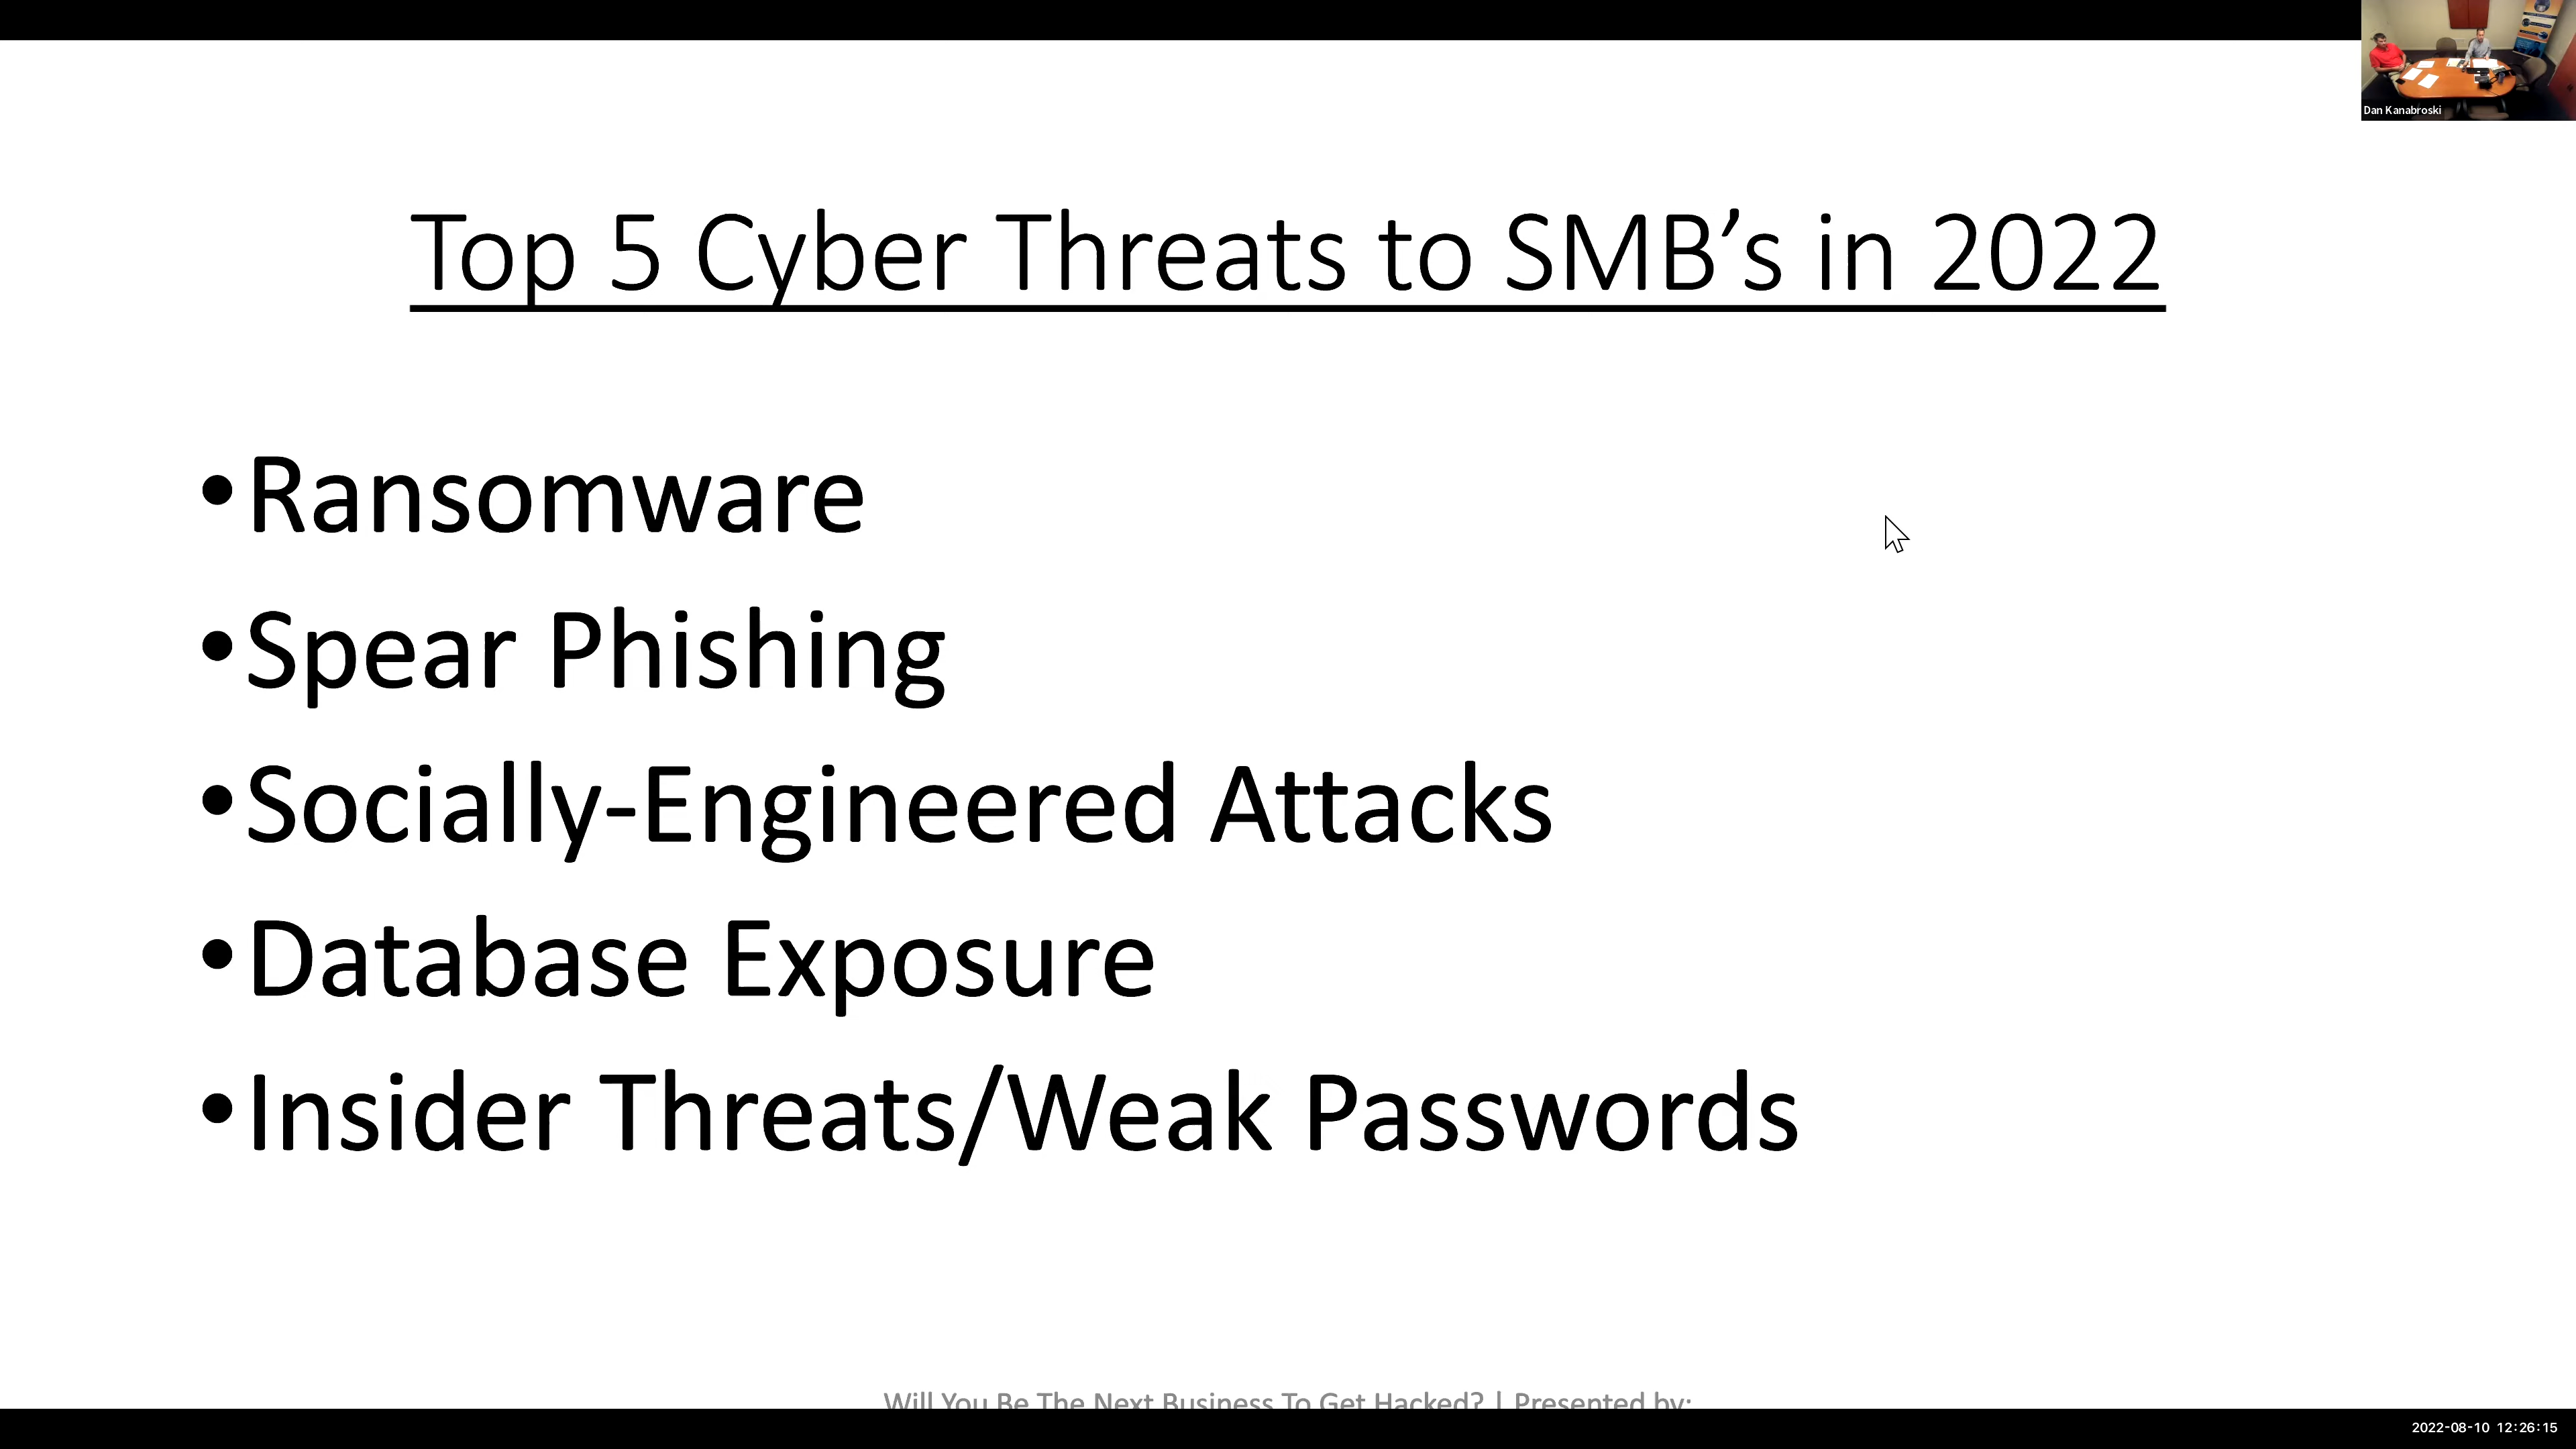 Dan Kanabroski
Top 5 Cyber Threats to SMB’s in 2022
•Ransomware
•Spear Phishing
•Socially-Engineered Attacks
•Database Exposure
•Insider Threats/Weak Passwords
Will You Be The Next Business To Get Hacked? | Presented by:
2022-08-10 12:26:15